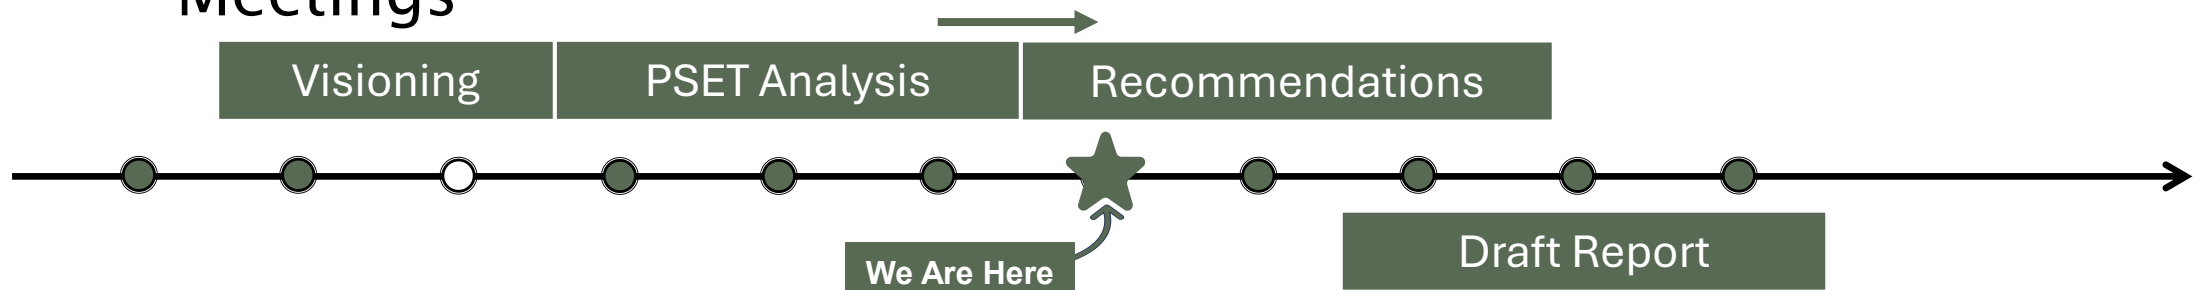 Meetings
Visioning
PSET Analysis
Recommendations
We Are Here
Draft Report